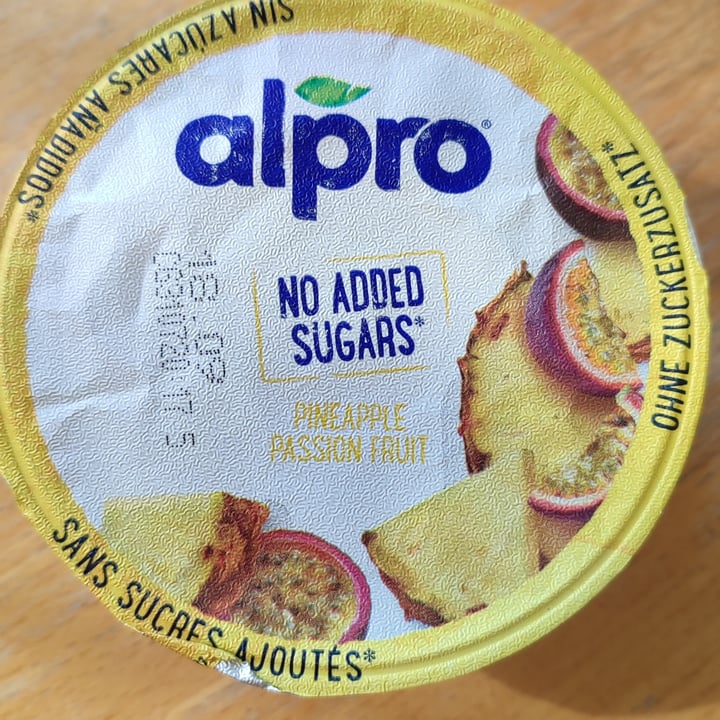 SIN AZÚCARES AÑADIDOS*
alpro®
OHNE ZUCKERZUSATZ*
NO ADDED
SUGARS*
PINEAPPLE
PASSION FRUIT
SANS SUCRES AJOUTÉS*